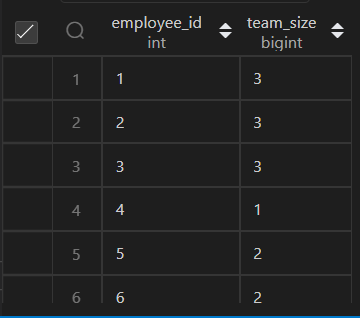 employee_id team_size
int bigint
1 1 3
2 2 3
3 3 3
4 4 1
5 5 2
6 6 2